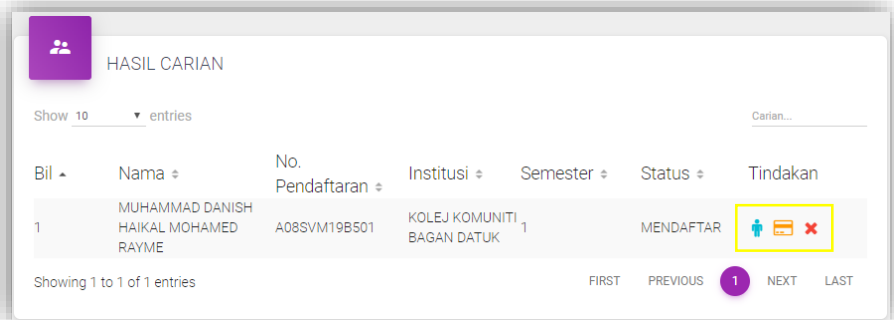 HASIL CARIAN
Show 10 entries
Carian...
Bil Nama No. Pendaftaran Institusi Semester Status Tindakan
1 MUHAMMAD DANISH HAIKAL MOHAMED RAYME A08SVM19B501 KOLEJ KOMUNITI BAGAN DATUK 1 MENDAFTAR
Showing 1 to 1 of 1 entries
FIRST PREVIOUS 1 NEXT LAST